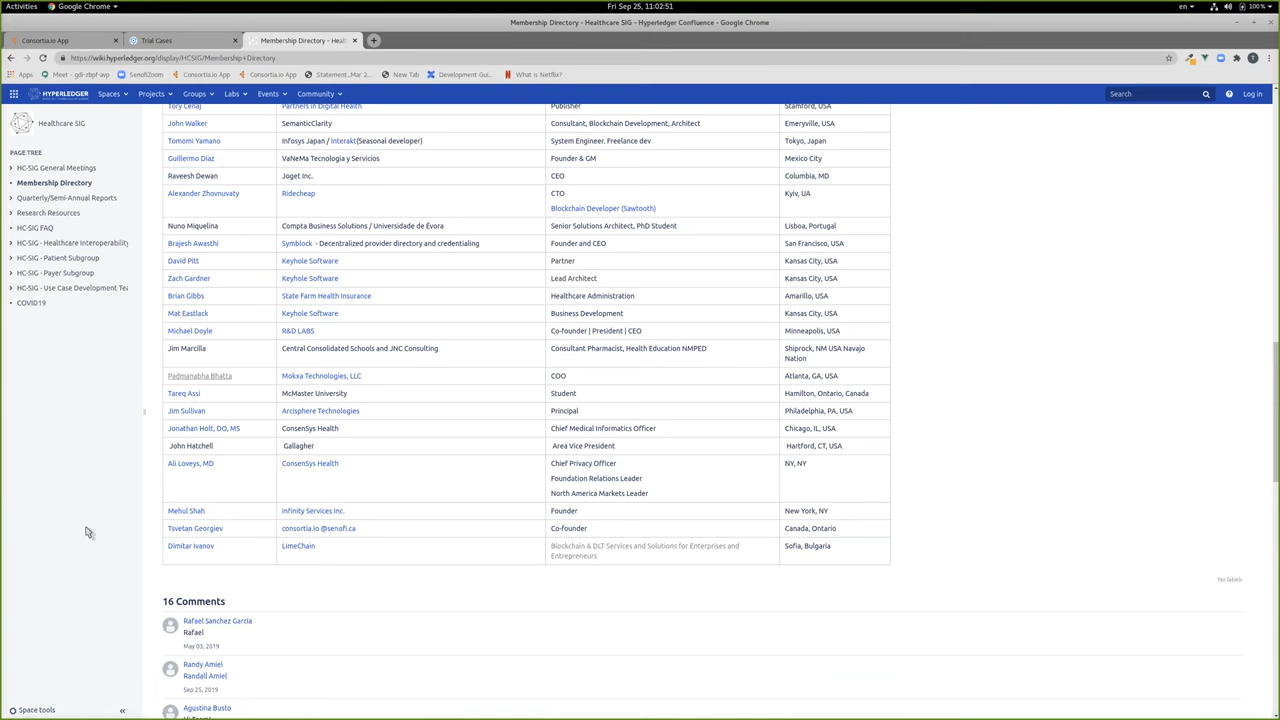 Activities Google Chrome Fri Sep 25, 11:02:51 en 100%
Membership Directory - Healthcare SIG - Hyperledger Confluence - Google Chrome
Consortia.io App Trial Cases Membership Directory - Heal
https://wiki.hyperledger.org/display/HCSIG/Membership+Directory
Apps Meet - gdi-zbpf-avp SenofiZoom Consortia.io App Consortia.io App Statement_Mar 2... New Tab Development Gui... What is Netflix?
HYPERLEDGER Spaces Projects Groups Labs Events Community Search Log in
Healthcare SIG
PAGE TREE
HC-SIG General Meetings
Membership Directory
Quarterly/Semi-Annual Reports
Research Resources
HC-SIG FAQ
HC-SIG - Healthcare Interoperability
HC-SIG - Patient Subgroup
HC-SIG - Payer Subgroup
HC-SIG - Use Case Development Tea
COVID19
Space tools
Tory Cenaj Partners in Digital Health Publisher Stamford, USA
John Walker SemanticClarity Consultant, Blockchain Development, Architect Emeryville, USA
Tomomi Yamano Infosys Japan / Interakt(Seasonal developer) System Engineer. Freelance dev Tokyo, Japan
Guillermo Diaz VaNeMa Tecnologia y Servicios Founder & GM Mexico City
Raveesh Dewan Joget Inc. CEO Columbia, MD
Alexander Zhovnuvaty Ridecheap CTO Kyiv, UA
Blockchain Developer (Sawtooth)
Nuno Miquelina Compta Business Solutions / Universidade de Évora Senior Solutions Architect, PhD Student Lisboa, Portugal
Brajesh Awasthi Symblock - Decentralized provider directory and credentialing Founder and CEO San Francisco, USA
David Pitt Keyhole Software Partner Kansas City, USA
Zach Gardner Keyhole Software Lead Architect Kansas City, USA
Brian Gibbs State Farm Health Insurance Healthcare Administration Amarillo, USA
Mat Eastlack Keyhole Software Business Development Kansas City, USA
Michael Doyle R&D LABS Co-founder | President | CEO Minneapolis, USA
Jim Marcilla Central Consolidated Schools and JNC Consulting Consultant Pharmacist, Health Education NMPED Shiprock, NM USA Navajo
Nation
Padmanabha Bhatta Mokxa Technologies, LLC COO Atlanta, GA, USA
Tareq Assi McMaster University Student Hamilton, Ontario, Canada
Jim Sullivan Arcisphere Technologies Principal Philadelphia, PA, USA
Jonathan Holt, DO, MS ConsenSys Health Chief Medical Informatics Officer Chicago, IL, USA
John Hatchell Gallagher Area Vice President Hartford, CT, USA
Ali Loveys, MD ConsenSys Health Chief Privacy Officer NY, NY
Foundation Relations Leader
North America Markets Leader
Mehul Shah Infinity Services Inc. Founder New York, NY
Tsvetan Georgiev consortia.io @senofi.ca Co-founder Canada, Ontario
Dimitar Ivanov LimeChain Blockchain & DLT Services and Solutions for Enterprises and Sofia, Bulgaria
Entrepreneurs
No labels
16 Comments
Rafael Sanchez Garcia
Rafael
May 03, 2019
Randy Amiel
Randall Amiel
Sep 25, 2019
Agustina Busto